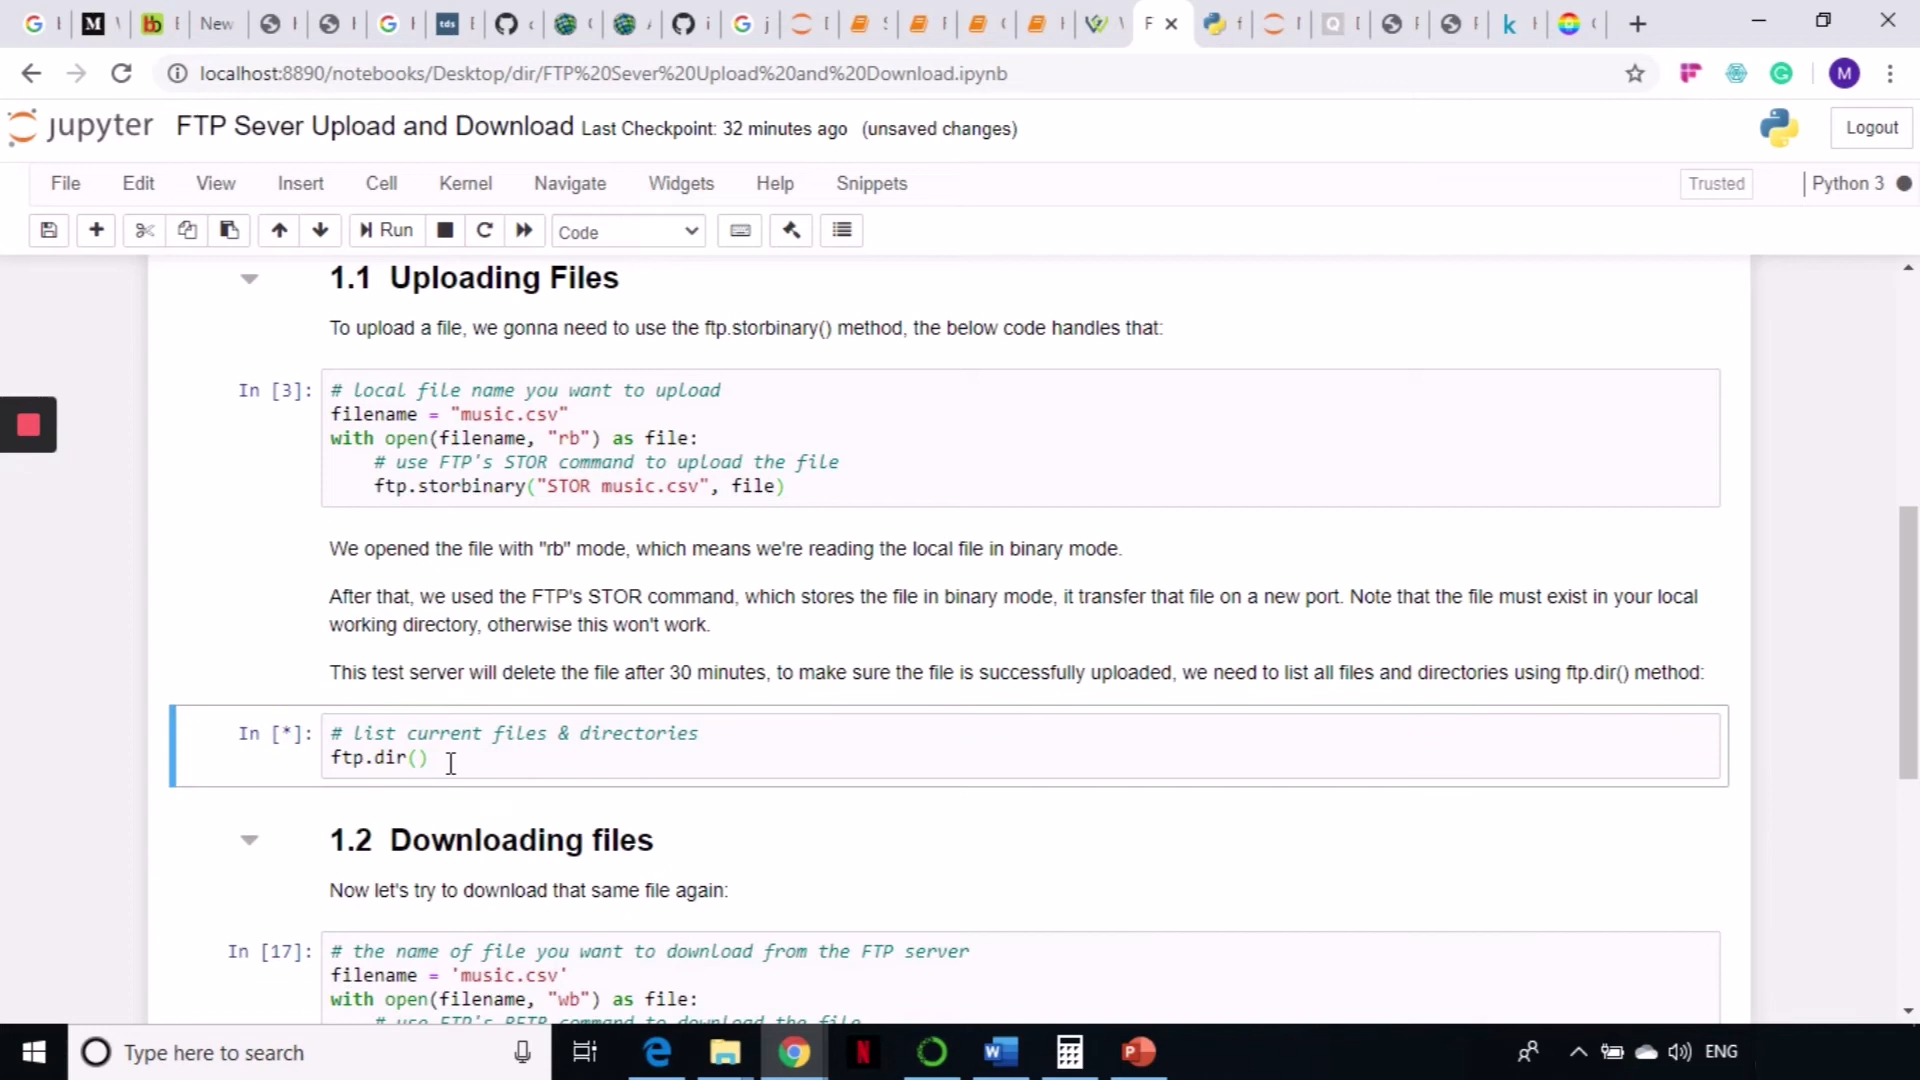 New
tds
localhost:8890/notebooks/Desktop/dir/FTP%20Sever%20Upload%20and%20Download.ipynb
M
jupyter FTP Sever Upload and Download Last Checkpoint: 32 minutes ago (unsaved changes)
Logout
File Edit View Insert Cell Kernel Navigate Widgets Help Snippets
Trusted Python 3
Run Code
1.1 Uploading Files
To upload a file, we gonna need to use the ftp.storbinary() method, the below code handles that:
In [3]: # local file name you want to upload
filename = "music.csv"
with open(filename, "rb") as file:
# use FTP's STOR command to upload the file
ftp.storbinary("STOR music.csv", file)
We opened the file with "rb" mode, which means we're reading the local file in binary mode.
After that, we used the FTP's STOR command, which stores the file in binary mode, it transfer that file on a new port. Note that the file must exist in your local
working directory, otherwise this won't work.
This test server will delete the file after 30 minutes, to make sure the file is successfully uploaded, we need to list all files and directories using ftp.dir() method:
In [*]: # list current files & directories
ftp.dir()
1.2 Downloading files
Now let's try to download that same file again:
In [17]: # the name of file you want to download from the FTP server
filename = 'music.csv'
with open(filename, "wb") as file:
# use FTP's RETR command to download the file
Type here to search
ENG